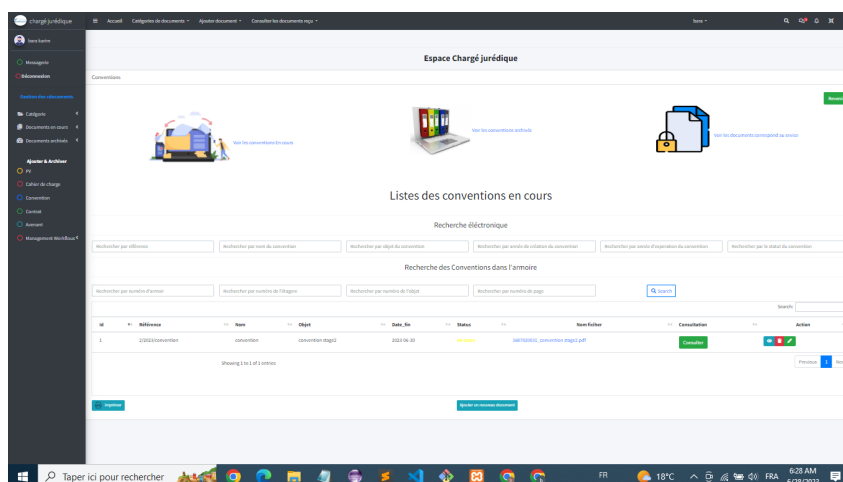 chargé juridique
Accueil Catégories de documents Ajouter document Consulter les documents reçu
bara karim
Espace Chargé juridique
Messagerie
Déconnexion
Conventions
Gestion des documents
Catégorie
Documents en cours
Documents archivés
Voir les conventions En cours
Voir les conventions archivés
Voir les documents correspond au service
Ajouter & Archiver
PV
Cahier de charge
Convention
Contrat
Avenant
Management Workflous
Listes des conventions en cours
Recherche éléctronique
Rechercher par référence
Rechercher par nom du convention
Rechercher par objet du convention
Rechercher par année de création du convention
Rechercher par année d'expiration du convention
Rechercher par le statut du convention
Recherche des Conventions dans l'armoire
Rechercher par numéro d'armoir
Rechercher par numéro de l'étagère
Rechercher par numéro de l'objet
Rechercher par numéro de page
Search
Search:
Id Référence Nom Objet Date_fin Status Nom fichier Consultation Action
1 2/2023/convention convention convention stage2 2023-06-30 Consulter
Showing 1 to 1 of 1 entries
Previous 1
Imprimer
Ajouter un nouveau document
Taper ici pour rechercher
FR
18°C
FRA
6:28 AM
6/28/2023